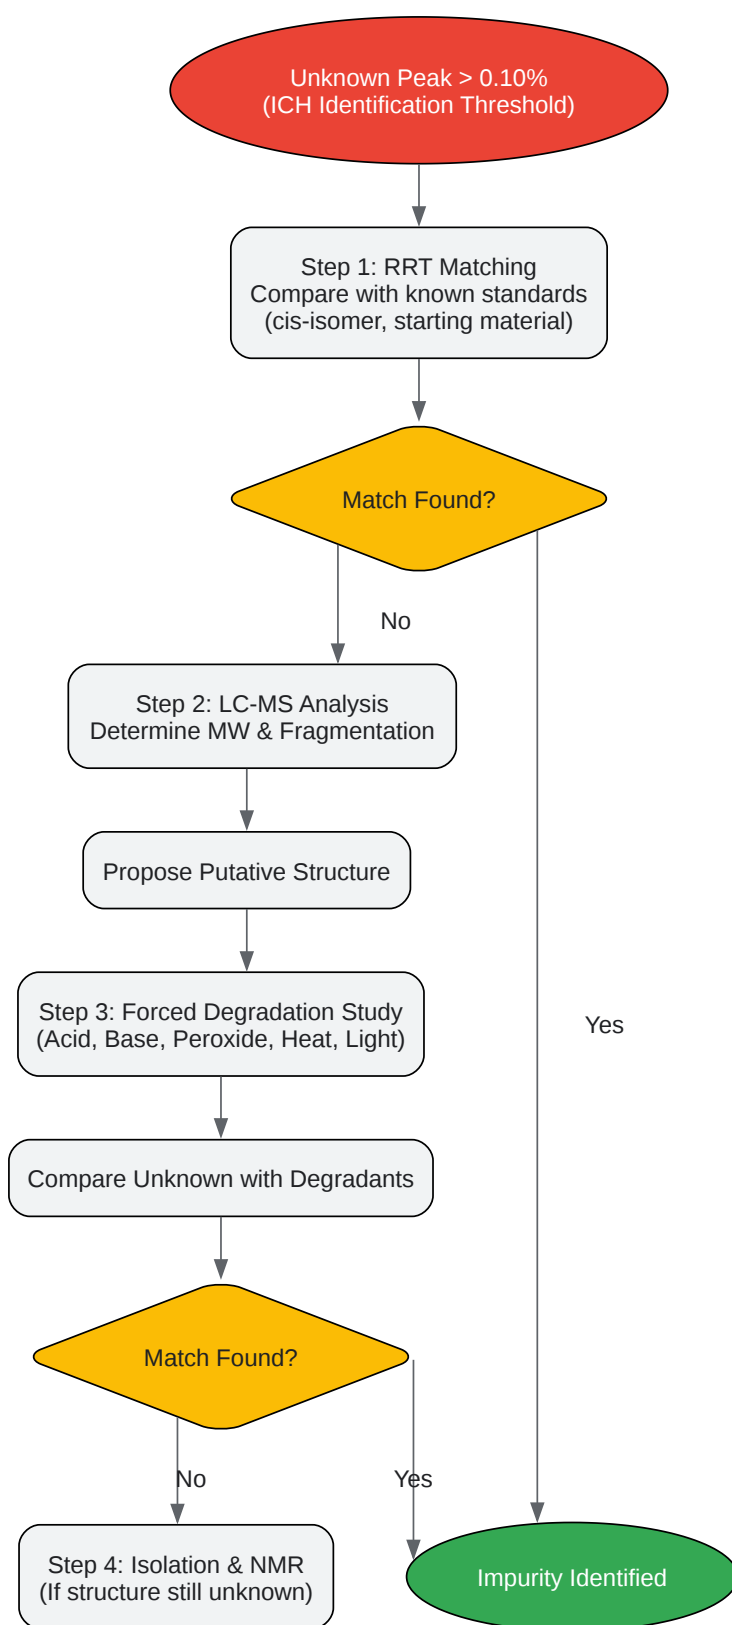 Unknown Peak > 0.10%
(ICH Identification Threshold)
Step 1: RRT Matching
Compare with known standards
(cis-isomer, starting material)
Match Found?
No
Step 2: LC-MS Analysis
Determine MW & Fragmentation
Propose Putative Structure
Step 3: Forced Degradation Study
(Acid, Base, Peroxide, Heat, Light)
Yes
Compare Unknown with Degradants
Match Found?
No
Yes
Step 4: Isolation & NMR
(If structure still unknown)
Impurity Identified